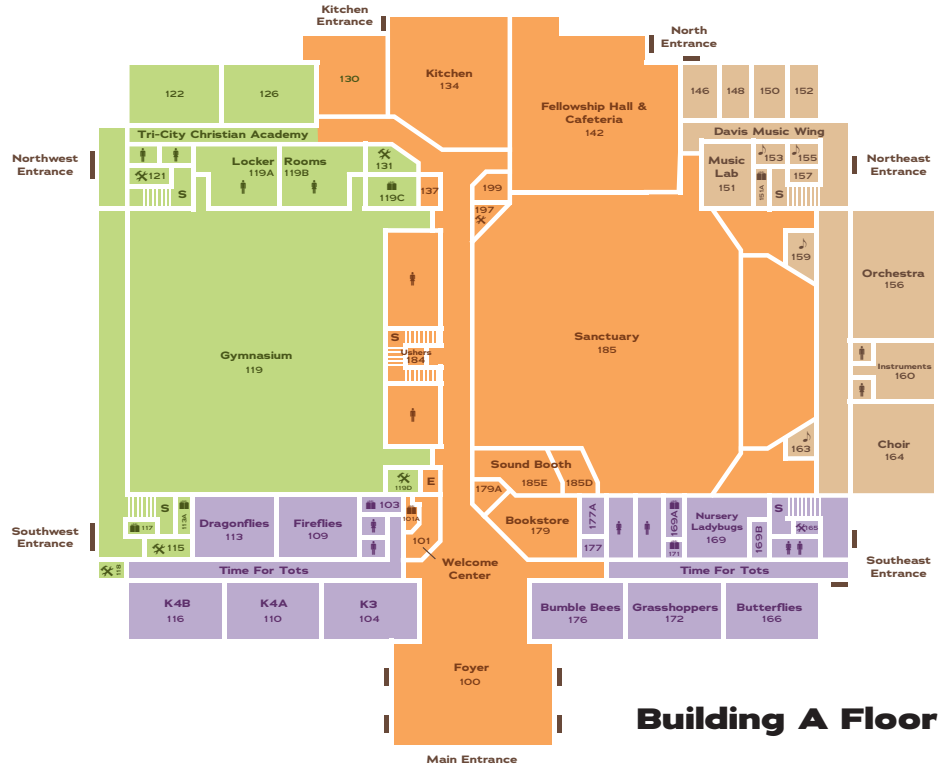 Kitchen
Entrance
North
Entrance
Kitchen
134
130
Fellowship Hall &
Cafeteria
142
122
126
146
148
150
152
Tri-City Christian Academy
Davis Music Wing
Northwest
Entrance
Northeast
Entrance
Locker Rooms
119A
119B
131
121
S
119C
137
199
197
Music
Lab
151
151A
153
155
157
S
159
Orchestra
156
Gymnasium
119
S
Ushers
184
Sanctuary
185
Instruments
160
Choir
164
163
Sound Booth
185E
185D
179A
119D
E
Southwest
Entrance
S
117
113A
115
118
Dragonflies
113
Fireflies
109
103
101A
101
Welcome
Center
Bookstore
179
177A
177
169A
171
Nursery
Ladybugs
169
169B
S
165
Southeast
Entrance
Time For Tots
Time For Tots
K4B
116
K4A
110
K3
104
Bumble Bees
176
Grasshoppers
172
Butterflies
166
Foyer
100
Building A Floor
Main Entrance